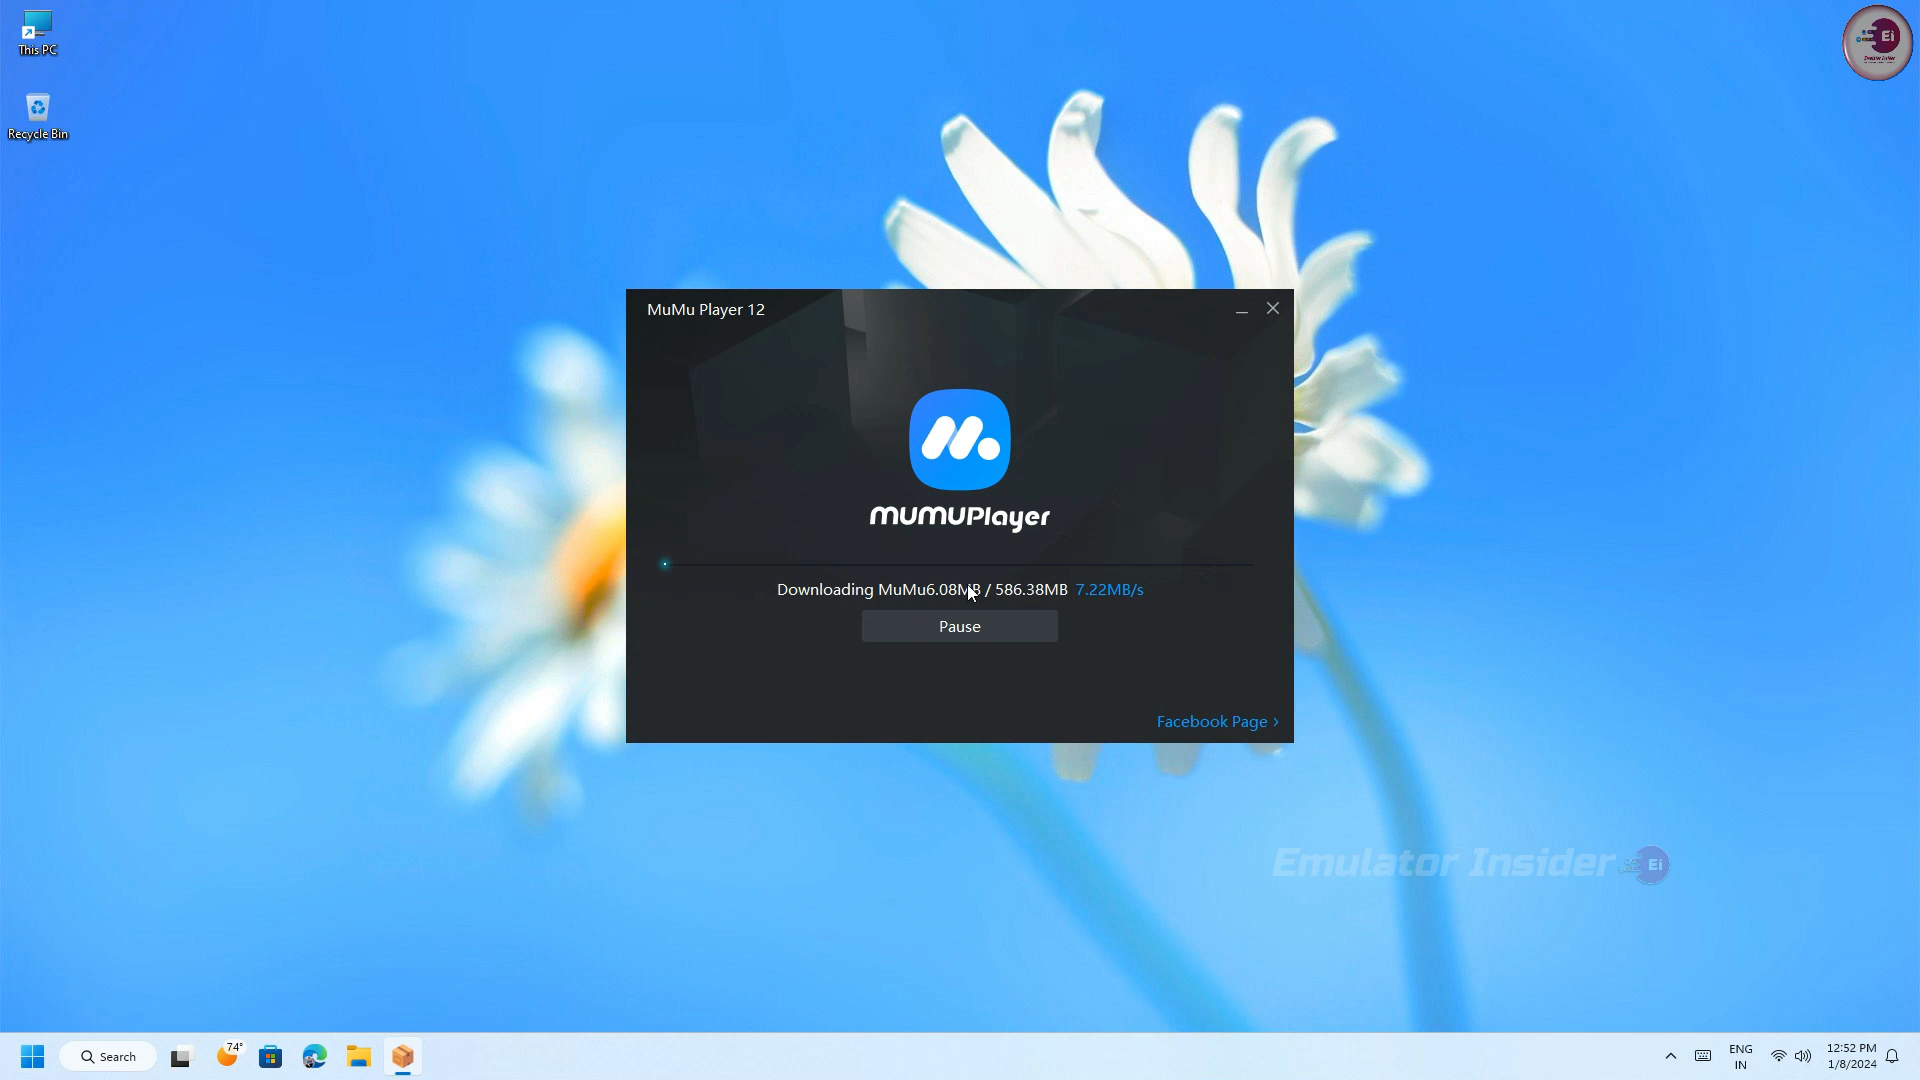 This PC
Recycle Bin
Ei
MuMu Player 12
MUMUPlayer
Downloading MuMu6.08MB / 586.38MB 7.22MB/s
Pause
Facebook Page ›
Emulator Insider Ei
74°
Search
ENG
IN
12:52 PM
1/8/2024